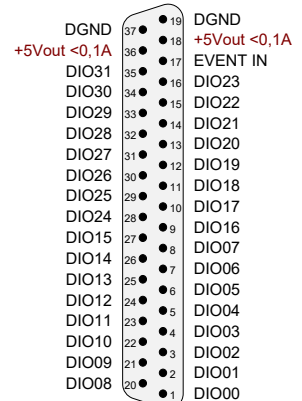 DGND 37 19 DGND
+5Vout <0,1A 36 18 +5Vout <0,1A
DIO31 35 17 EVENT IN
DIO30 34 16 DIO23
DIO29 33 15 DIO22
DIO28 32 14 DIO21
DIO27 31 13 DIO20
DIO26 30 12 DIO19
DIO25 29 11 DIO18
DIO24 28 10 DIO17
DIO15 27 9 DIO16
DIO14 26 8 DIO07
DIO13 25 7 DIO06
DIO12 24 6 DIO05
DIO11 23 5 DIO04
DIO10 22 4 DIO03
DIO09 21 3 DIO02
DIO08 20 2 DIO01
1 DIO00